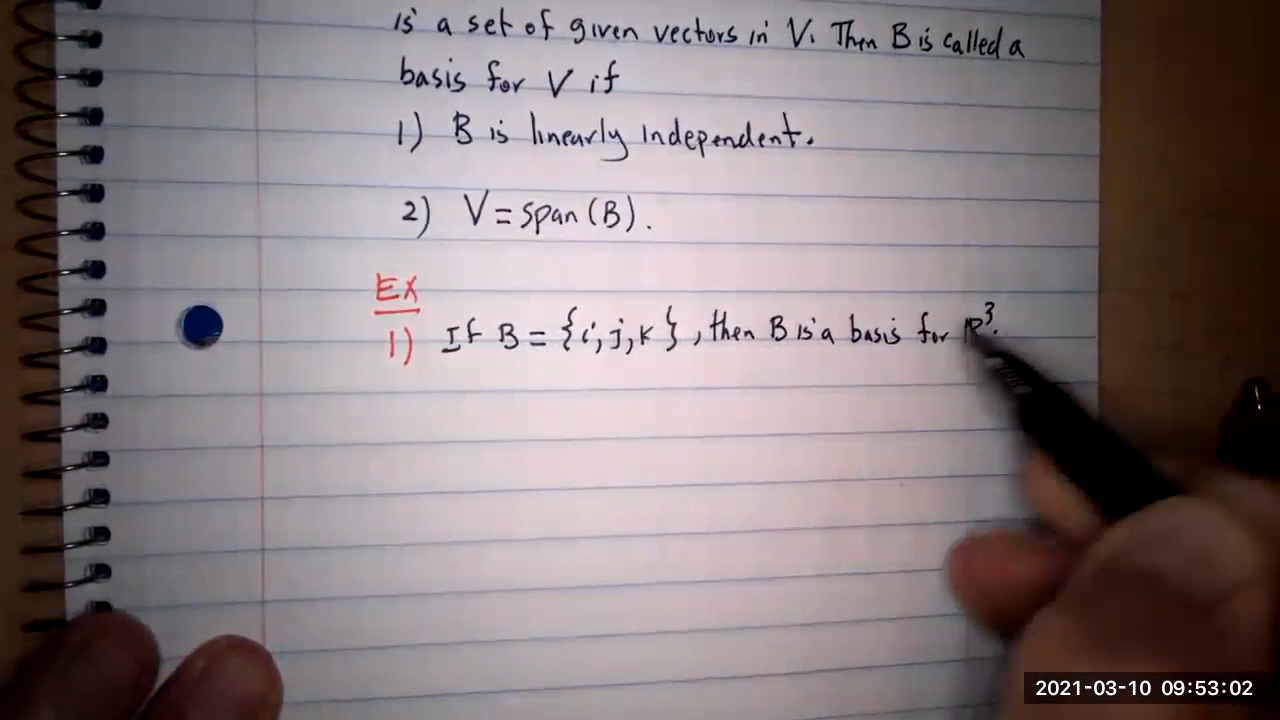 is a set of given vectors in V. Then B is called a
basis for V if
1) B is linearly independent.
2) V = span (B).
EX
1) If B = {i, j, k}, then B is a basis for ℝ³.
2021-03-10 09:53:02